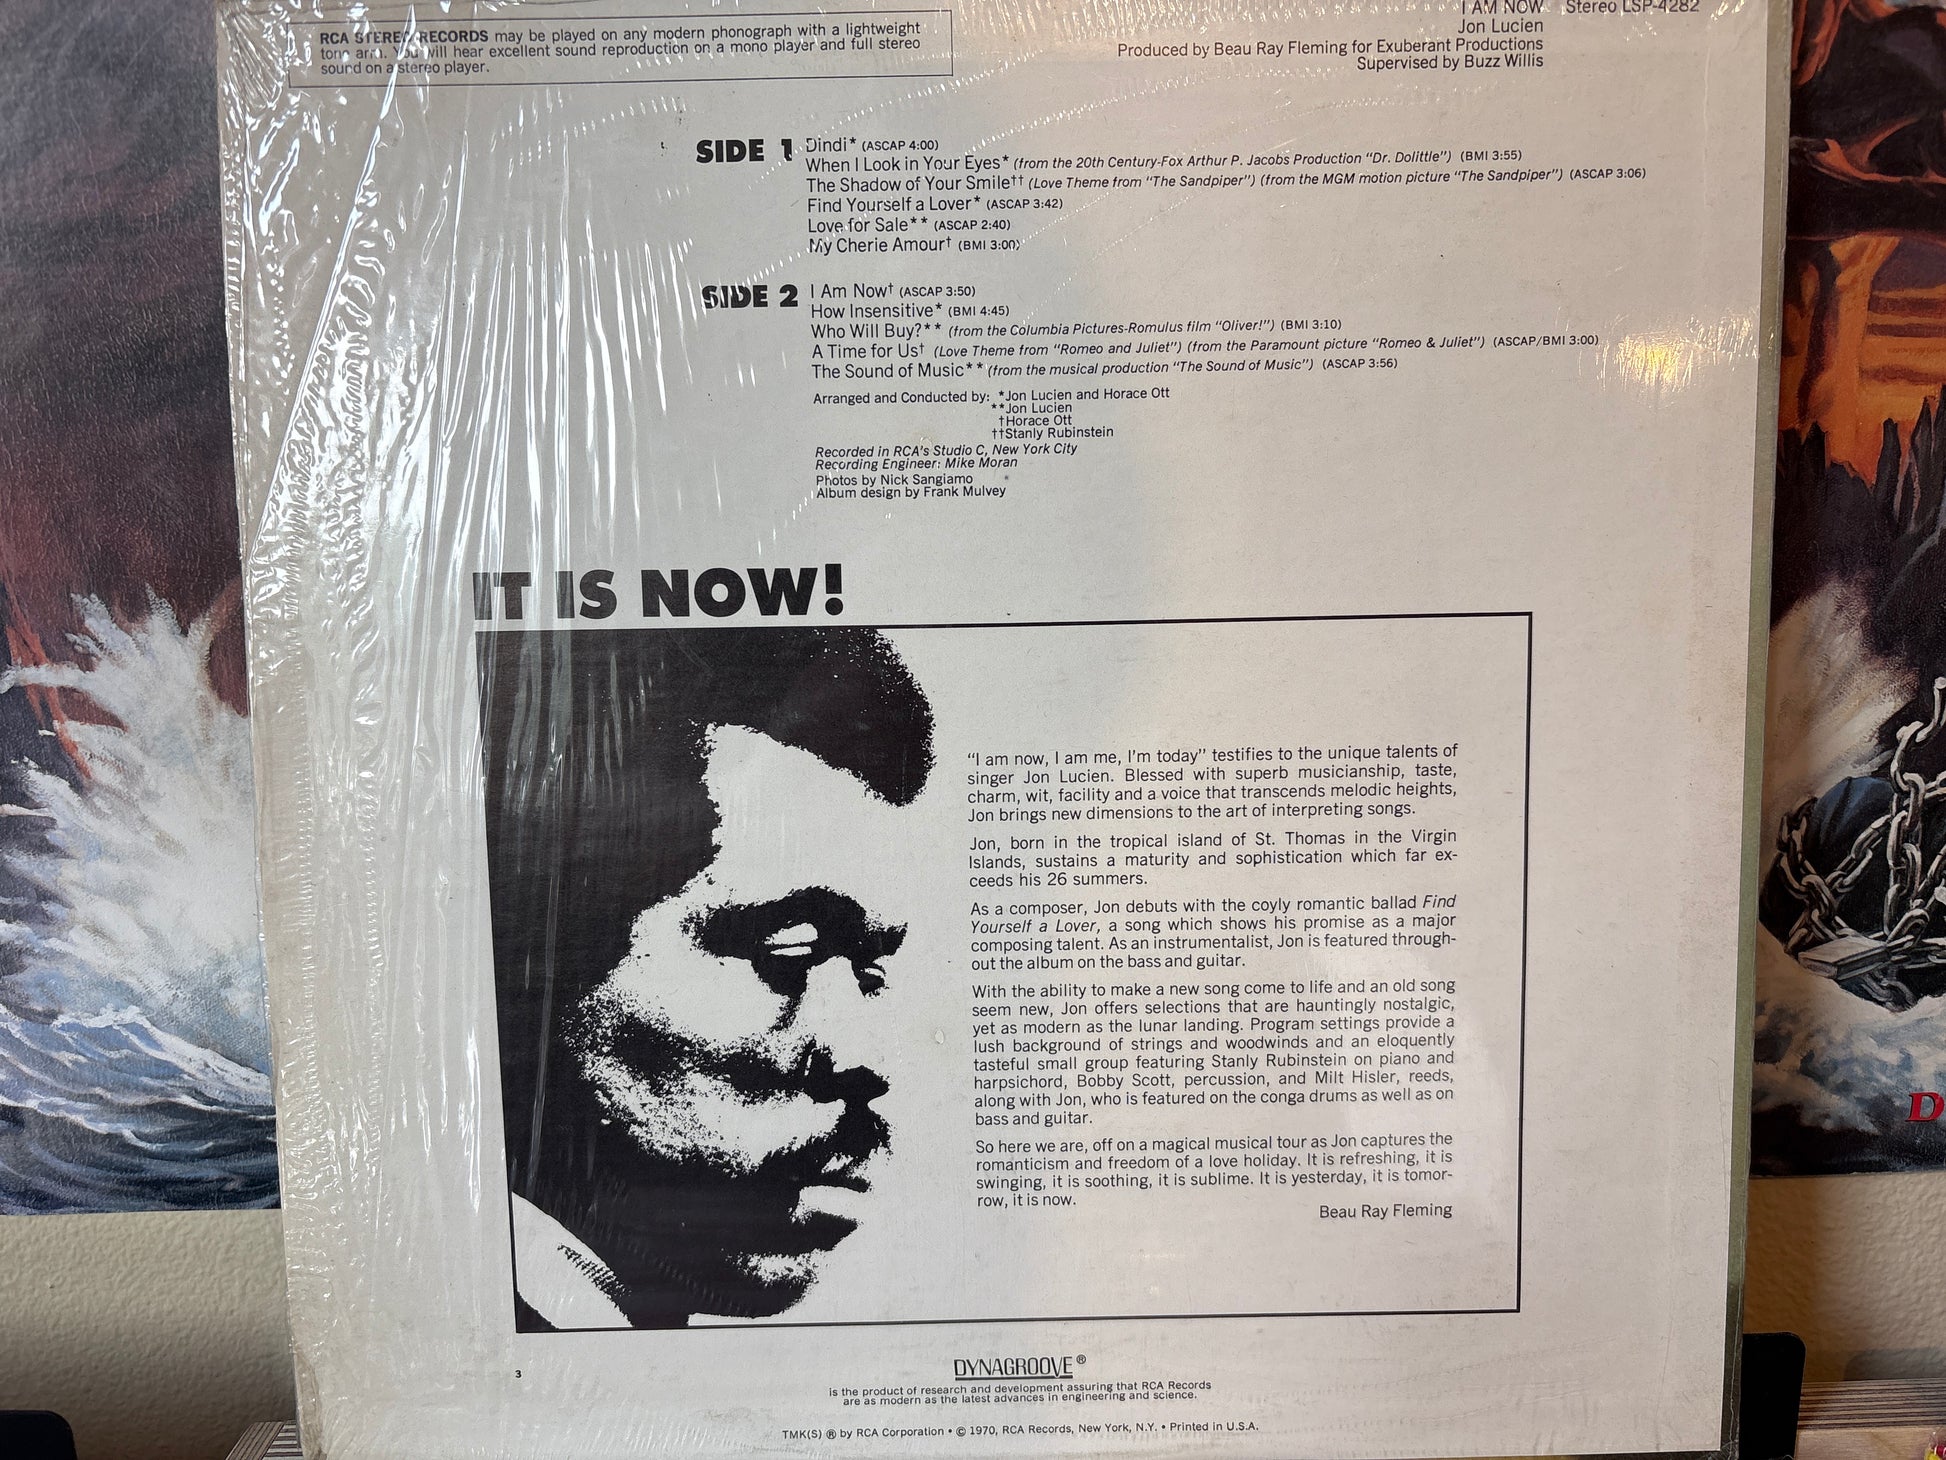 I AM NOW Stereo LSP-4282
Jon Lucien
Produced by Beau Ray Fleming for Exuberant Productions
Supervised by Buzz Willis
RCA STEREO RECORDS may be played on any modern phonograph with a lightweight
tone arm. You will hear excellent sound reproduction on a mono player and full stereo
sound on a stereo player.
SIDE 1 Dindi* (ASCAP 4:00)
When I Look in Your Eyes* (from the 20th Century-Fox Arthur P. Jacobs Production "Dr. Dolittle") (BMI 3:55)
The Shadow of Your Smile†† (Love Theme from "The Sandpiper") (from the MGM motion picture "The Sandpiper") (ASCAP 3:06)
Find Yourself a Lover* (ASCAP 3:42)
Love for Sale** (ASCAP 2:40)
My Cherie Amour† (BMI 3:00)
SIDE 2 I Am Now† (ASCAP 3:50)
How Insensitive* (BMI 4:45)
Who Will Buy?** (from the Columbia Pictures-Romulus film "Oliver!") (BMI 3:10)
A Time for Us† (Love Theme from "Romeo and Juliet") (from the Paramount picture "Romeo & Juliet") (ASCAP/BMI 3:00)
The Sound of Music** (from the musical production "The Sound of Music") (ASCAP 3:56)
Arranged and Conducted by: *Jon Lucien and Horace Ott
**Jon Lucien
†Horace Ott
††Stanly Rubinstein
Recorded in RCA's Studio C, New York City
Recording Engineer: Mike Moran
Photos by Nick Sangiamo
Album design by Frank Mulvey
IT IS NOW!
"I am now, I am me, I'm today" testifies to the unique talents of
singer Jon Lucien. Blessed with superb musicianship, taste,
charm, wit, facility and a voice that transcends melodic heights,
Jon brings new dimensions to the art of interpreting songs.
Jon, born in the tropical island of St. Thomas in the Virgin
Islands, sustains a maturity and sophistication which far ex-
ceeds his 26 summers.
As a composer, Jon debuts with the coyly romantic ballad Find
Yourself a Lover, a song which shows his promise as a major
composing talent. As an instrumentalist, Jon is featured through-
out the album on the bass and guitar.
With the ability to make a new song come to life and an old song
seem new, Jon offers selections that are hauntingly nostalgic,
yet as modern as the lunar landing. Program settings provide a
lush background of strings and woodwinds and an eloquently
tasteful small group featuring Stanly Rubinstein on piano and
harpsichord, Bobby Scott, percussion, and Milt Hisler, reeds,
along with Jon, who is featured on the conga drums as well as on
bass and guitar.
So here we are, off on a magical musical tour as Jon captures the
romanticism and freedom of a love holiday. It is refreshing, it is
swinging, it is soothing, it is sublime. It is yesterday, it is tomor-
row, it is now.
Beau Ray Fleming
D
3
DYNAGROOVE®
is the product of research and development assuring that RCA Records
are as modern as the latest advances in engineering and science.
TMK(S) ® by RCA Corporation • © 1970, RCA Records, New York, N.Y. • Printed in U.S.A.